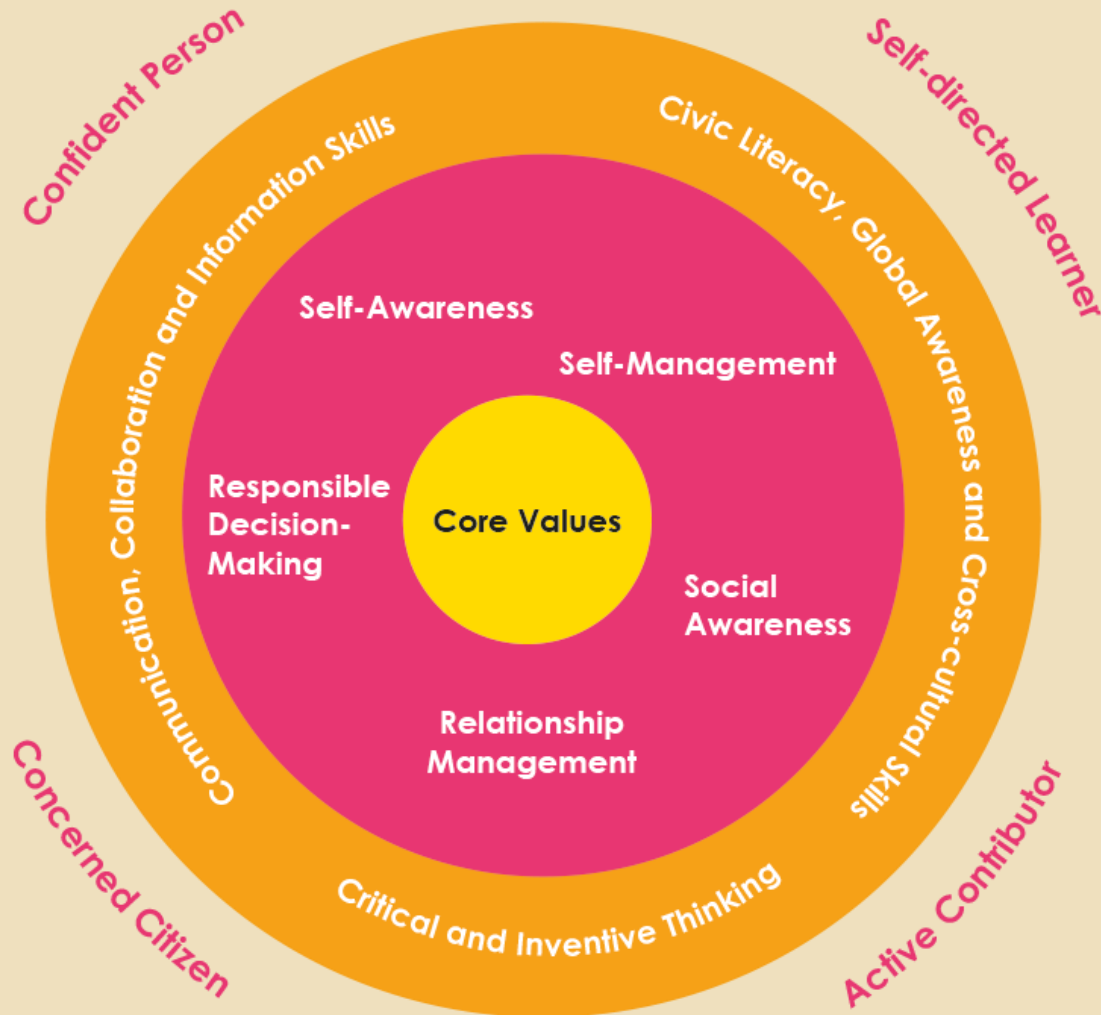 Confident Person
Self-directed Learner
Communication, Collaboration and Information Skills
Civic Literacy, Global Awareness and Cross-cultural Skills
Self-Awareness
Self-Management
Responsible
Decision-
Making
Core Values
Social
Awareness
Relationship
Management
Critical and Inventive Thinking
Concerned Citizen
Active Contributor